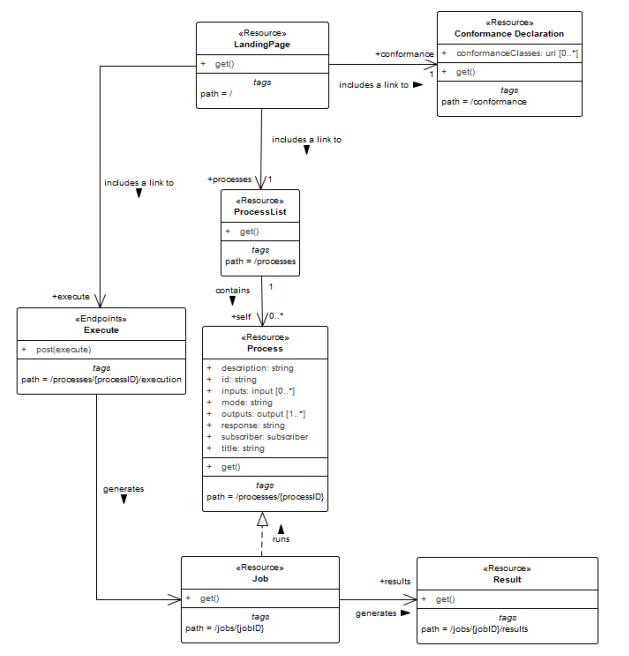 «Resource»
LandingPage
+ get()
tags
path = /
«Resource»
Conformance Declaration
+ conformanceClasses: uri [0..*]
+ get()
tags
path = /conformance
+conformance
1
includes a link to
includes a link to
+processes
1
includes a link to
«Resource»
ProcessList
+ get()
tags
path = /processes
1
contains
+self
0..*
+execute
«Endpoints»
Execute
+ post(execute)
tags
path = /processes/{processID}/execution
«Resource»
Process
+ description: string
+ id: string
+ inputs: input [0..*]
+ mode: string
+ outputs: output [1..*]
+ response: string
+ subscriber: subscriber
+ title: string
+ get()
tags
path = /processes/{processID}
generates
runs
«Resource»
Job
+ get()
tags
path = /jobs/{jobID}
+results
generates
«Resource»
Result
+ get()
tags
path = /jobs/{jobID}/results